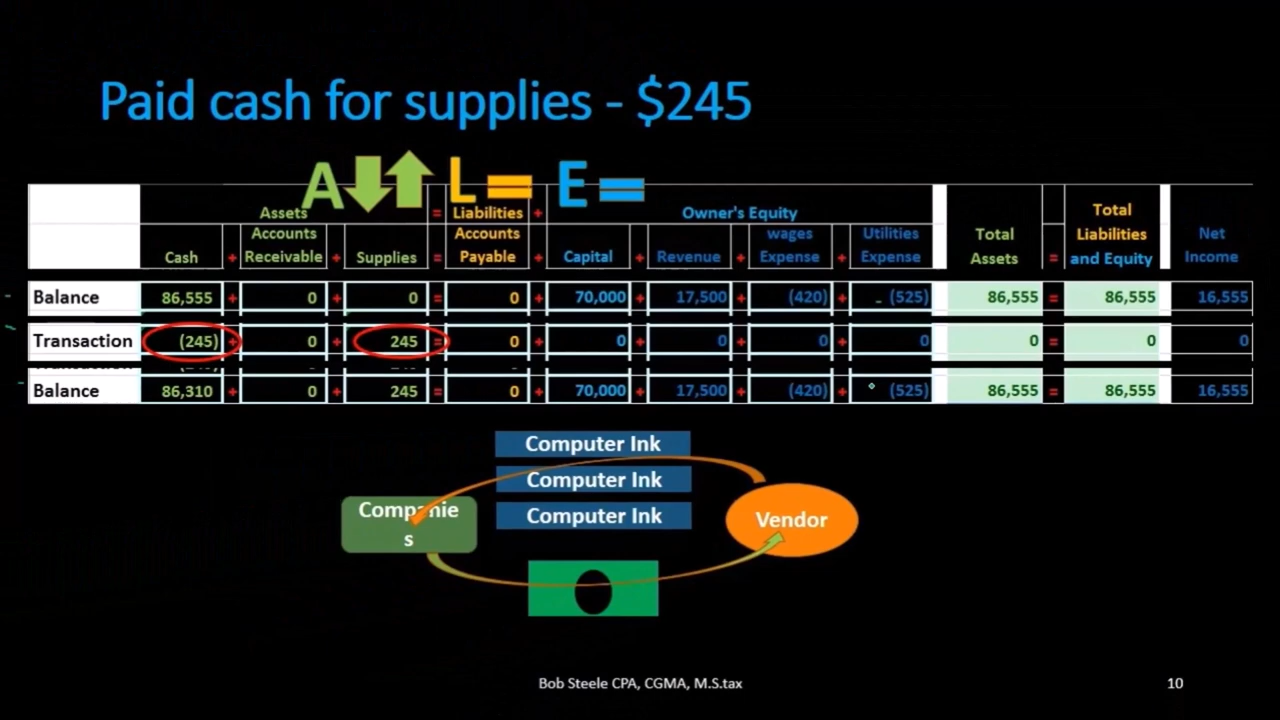 Paid cash for supplies - $245
A L = E =
Assets = Liabilities + Owner's Equity Total Assets = Total Liabilities and Equity Net Income
Cash + Accounts Receivable + Supplies = Accounts Payable + Capital + Revenue + wages Expense + Utilities Expense
Balance 86,555 + 0 + 0 = 0 + 70,000 + 17,500 + (420) + (525) 86,555 = 86,555 16,555
Transaction (245) + 0 + 245 = 0 + 0 + 0 + 0 + 0 0 = 0 0
Balance 86,310 + 0 + 245 = 0 + 70,000 + 17,500 + (420) + (525) 86,555 = 86,555 16,555
Computer Ink
Computer Ink
Computer Ink
Companie
s
Vendor
Bob Steele CPA, CGMA, M.S.tax
10